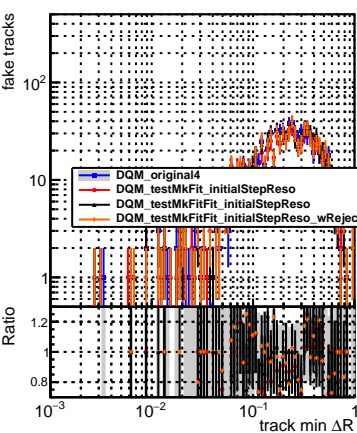 fake tracks
10²
10
1
DQM_original4
DQM_testMkFit_initialStepReso
DQM_testMkFitFit_initialStepReso
DQM_testMkFitFit_initialStepReso_wRejec
Ratio
1.2
1
0.8
10⁻³ 10⁻² 10⁻¹ 1
track min ΔR